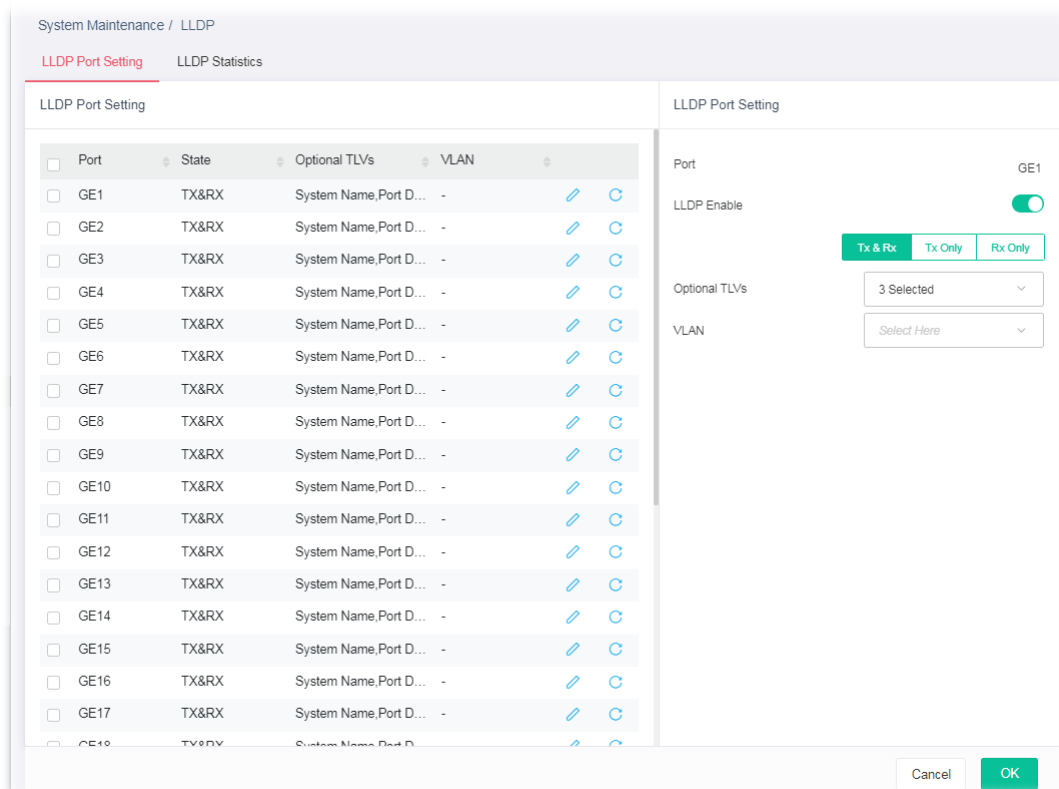 System Maintenance / LLDP
LLDP Port Setting LLDP Statistics
LLDP Port Setting
Port State Optional TLVs VLAN
GE1 TX&RX System Name,Port D... -
GE2 TX&RX System Name,Port D... -
GE3 TX&RX System Name,Port D... -
GE4 TX&RX System Name,Port D... -
GE5 TX&RX System Name,Port D... -
GE6 TX&RX System Name,Port D... -
GE7 TX&RX System Name,Port D... -
GE8 TX&RX System Name,Port D... -
GE9 TX&RX System Name,Port D... -
GE10 TX&RX System Name,Port D... -
GE11 TX&RX System Name,Port D... -
GE12 TX&RX System Name,Port D... -
GE13 TX&RX System Name,Port D... -
GE14 TX&RX System Name,Port D... -
GE15 TX&RX System Name,Port D... -
GE16 TX&RX System Name,Port D... -
GE17 TX&RX System Name,Port D... -
GE18 TX&RX System Name,Port D...
LLDP Port Setting
Port GE1
LLDP Enable
Tx & Rx Tx Only Rx Only
Optional TLVs 3 Selected
VLAN Select Here
Cancel OK